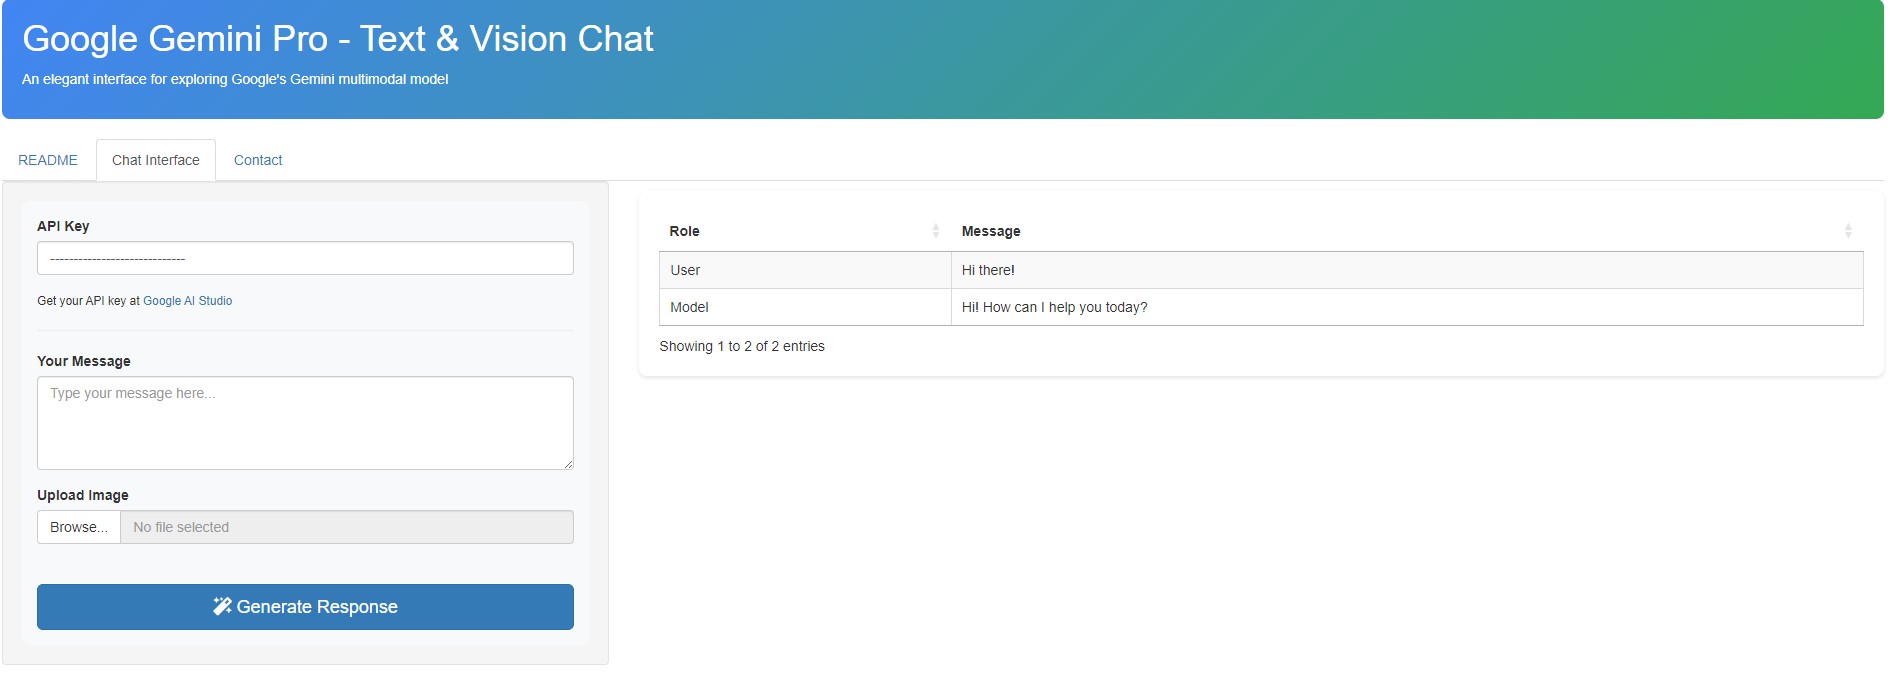 Google Gemini Pro - Text & Vision Chat
An elegant interface for exploring Google's Gemini multimodal model
README Chat Interface Contact
API Key
-----------------------------
Get your API key at Google AI Studio
Your Message
Type your message here...
Upload Image
Browse... No file selected
Generate Response
Role Message
User Hi there!
Model Hi! How can I help you today?
Showing 1 to 2 of 2 entries